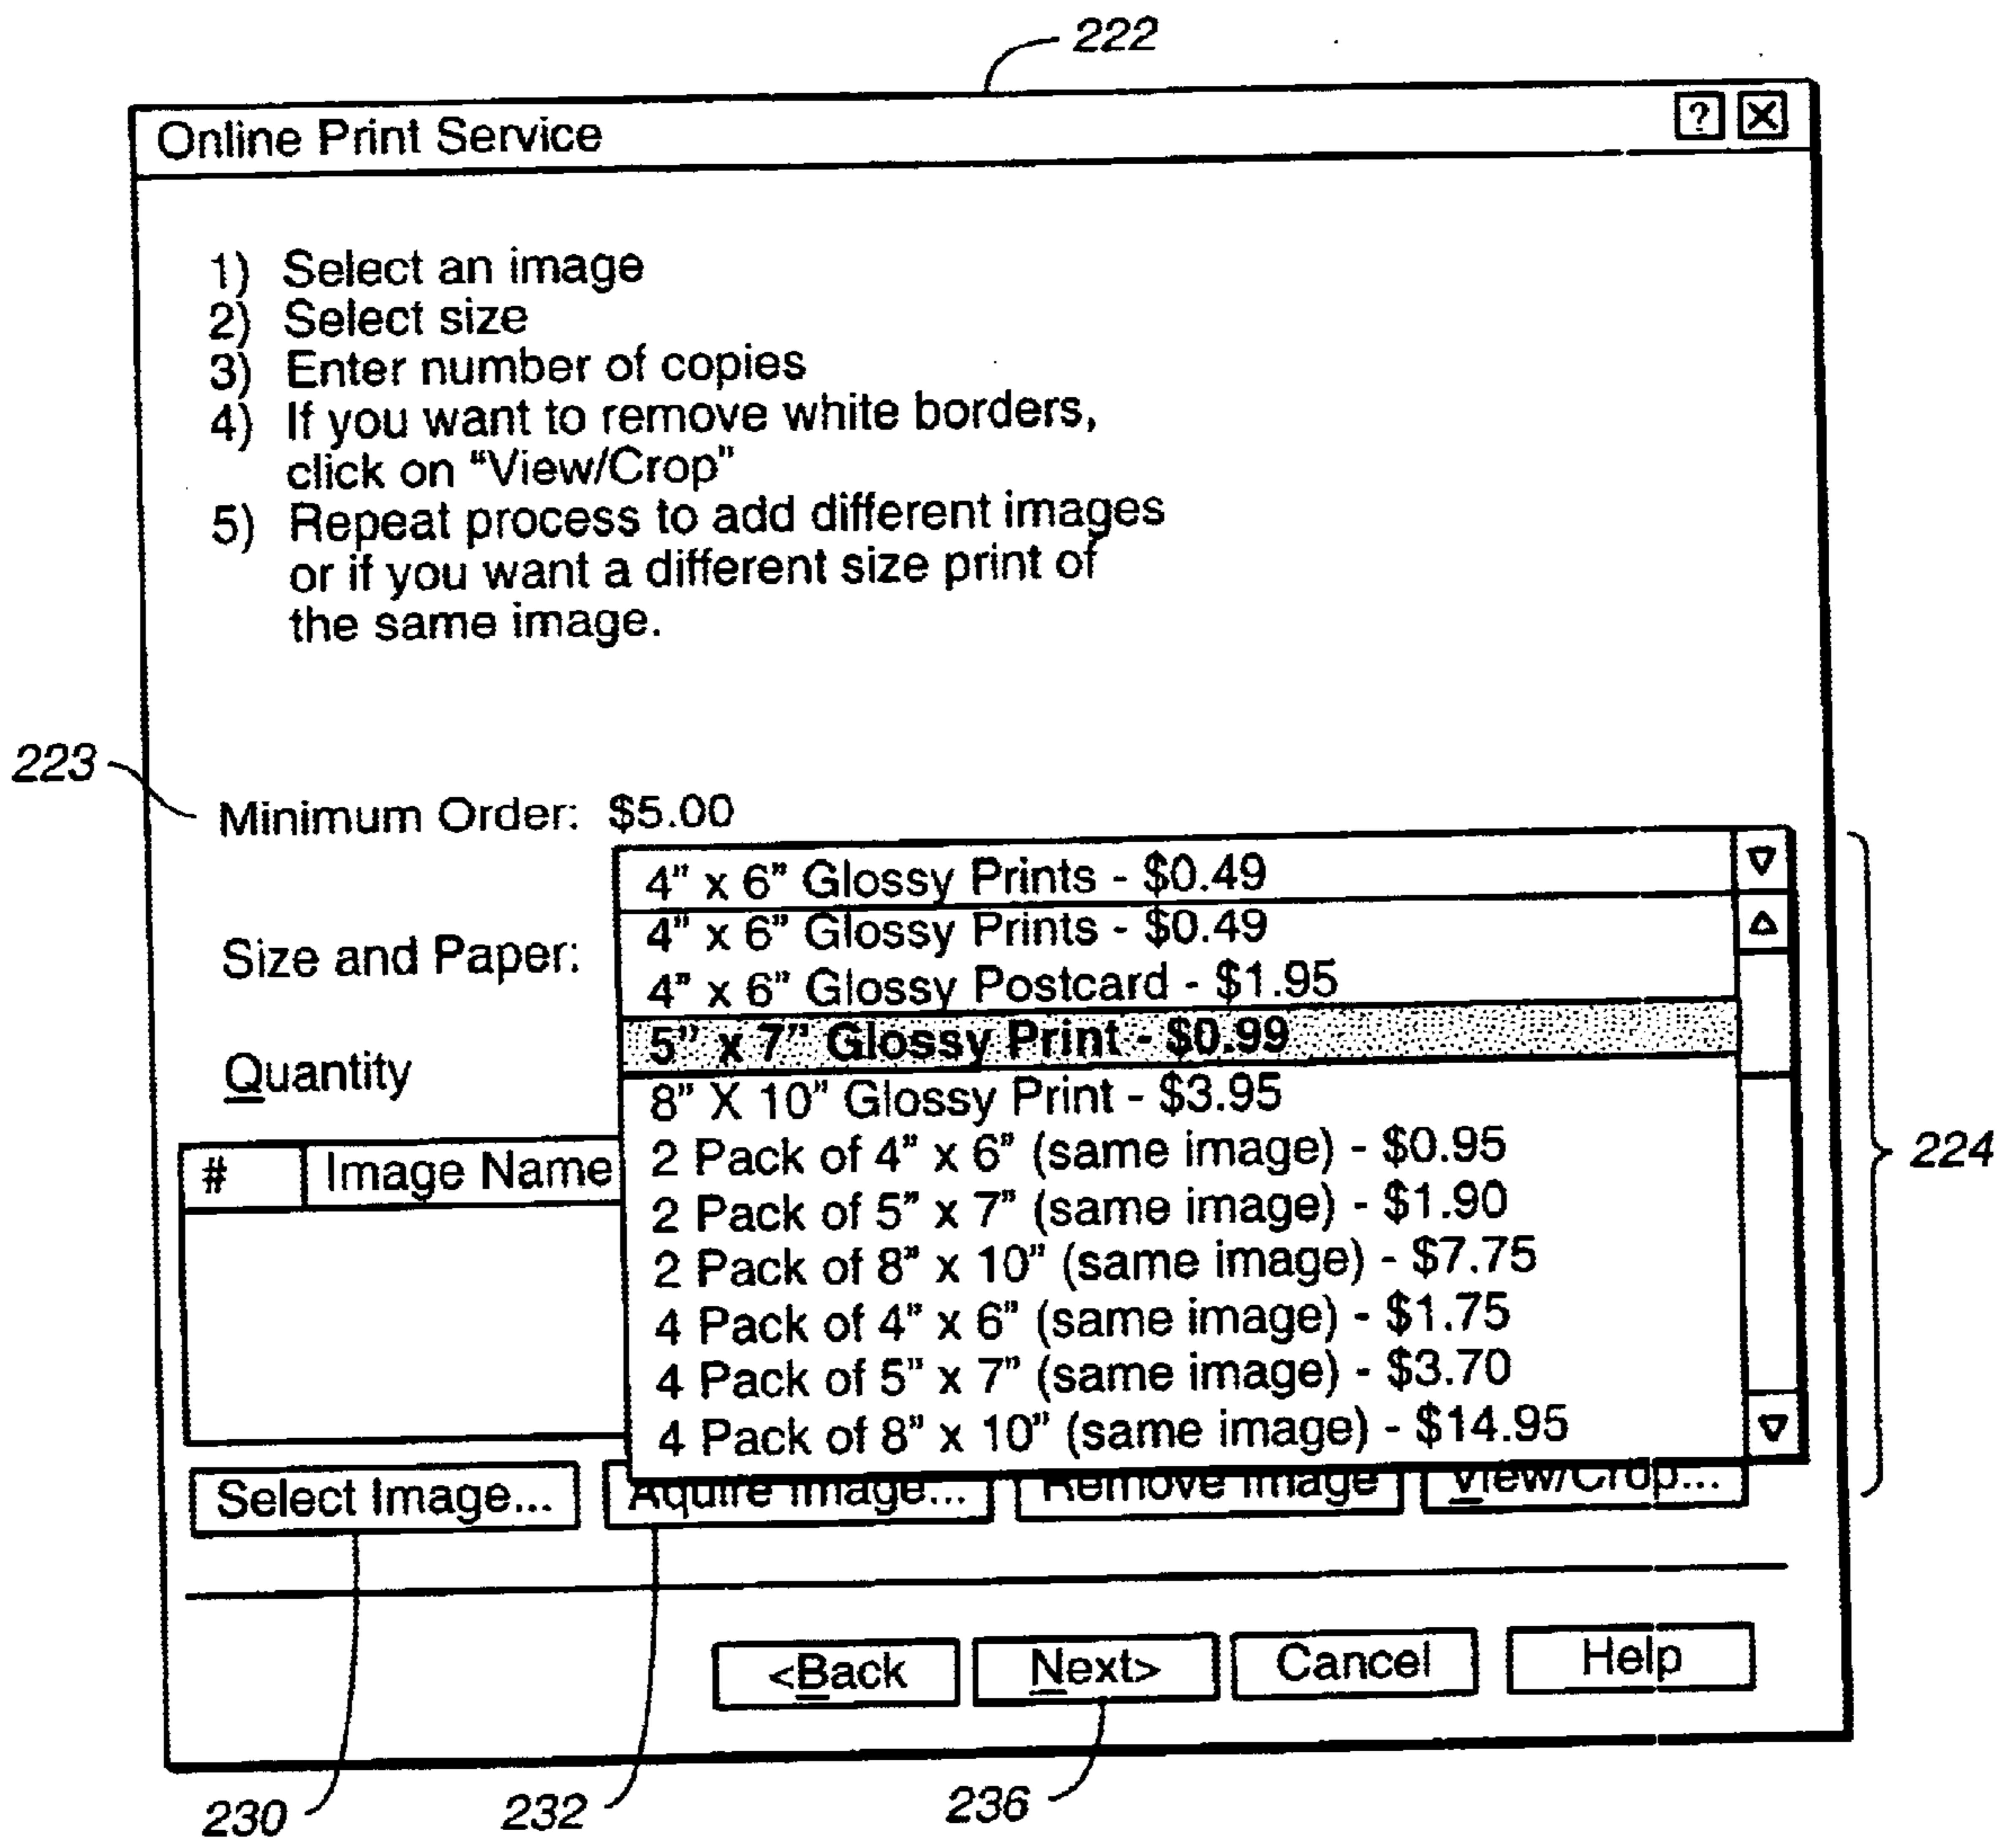 222
Online Print Service ? X
1) Select an image
2) Select size
3) Enter number of copies
4) If you want to remove white borders,
click on “View/Crop”
5) Repeat process to add different images
or if you want a different size print of
the same image.
223
Minimum Order: $5.00
4” x 6” Glossy Prints - $0.49
4” x 6” Glossy Prints - $0.49
Size and Paper:
4” x 6” Glossy Postcard - $1.95
5” x 7” Glossy Print - $0.99
Quantity
8” X 10” Glossy Print - $3.95
2 Pack of 4” x 6” (same image) - $0.95
224
# Image Name
2 Pack of 5” x 7” (same image) - $1.90
2 Pack of 8” x 10” (same image) - $7.75
4 Pack of 4” x 6” (same image) - $1.75
4 Pack of 5” x 7” (same image) - $3.70
4 Pack of 8” x 10” (same image) - $14.95
Select Image... Aquire Image... Remove Image View/Crop...
<Back Next> Cancel Help
230 232 236